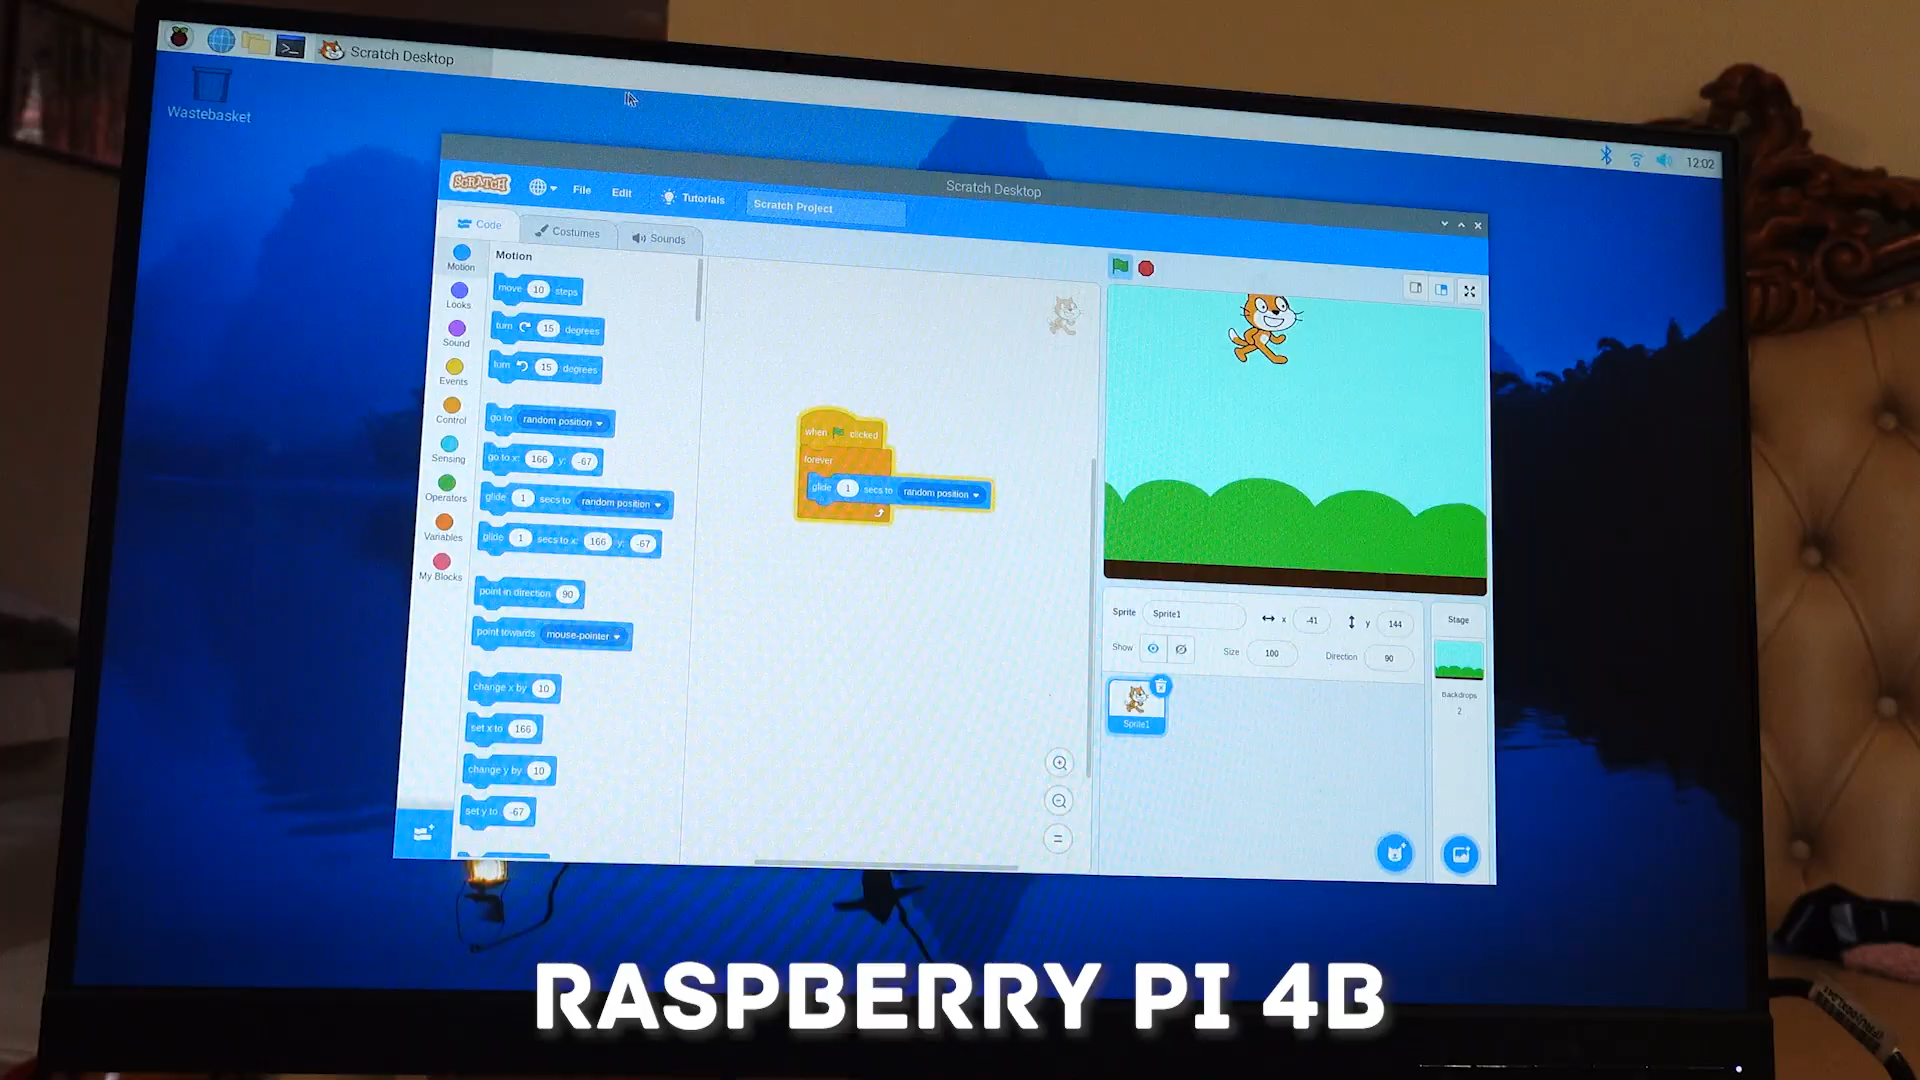 Scratch Desktop
Wastebasket
12:02
Scratch Desktop
SCRATCH
File
Edit
Tutorials
Scratch Project
Code
Costumes
Sounds
Motion
Looks
Sound
Events
Control
Sensing
Operators
Variables
My Blocks
Motion
move 10 steps
turn 15 degrees
turn 15 degrees
go to random position
go to x: 166 y: -67
glide 1 secs to random position
glide 1 secs to x: 166 y: -67
point in direction 90
point towards mouse-pointer
change x by 10
set x to 166
change y by 10
set y to -67
when clicked
forever
glide 1 secs to random position
Sprite Sprite1 x -41 y 144
Show Size 100 Direction 90
Sprite1
Stage
Backdrops
2
RASPBERRY PI 4B